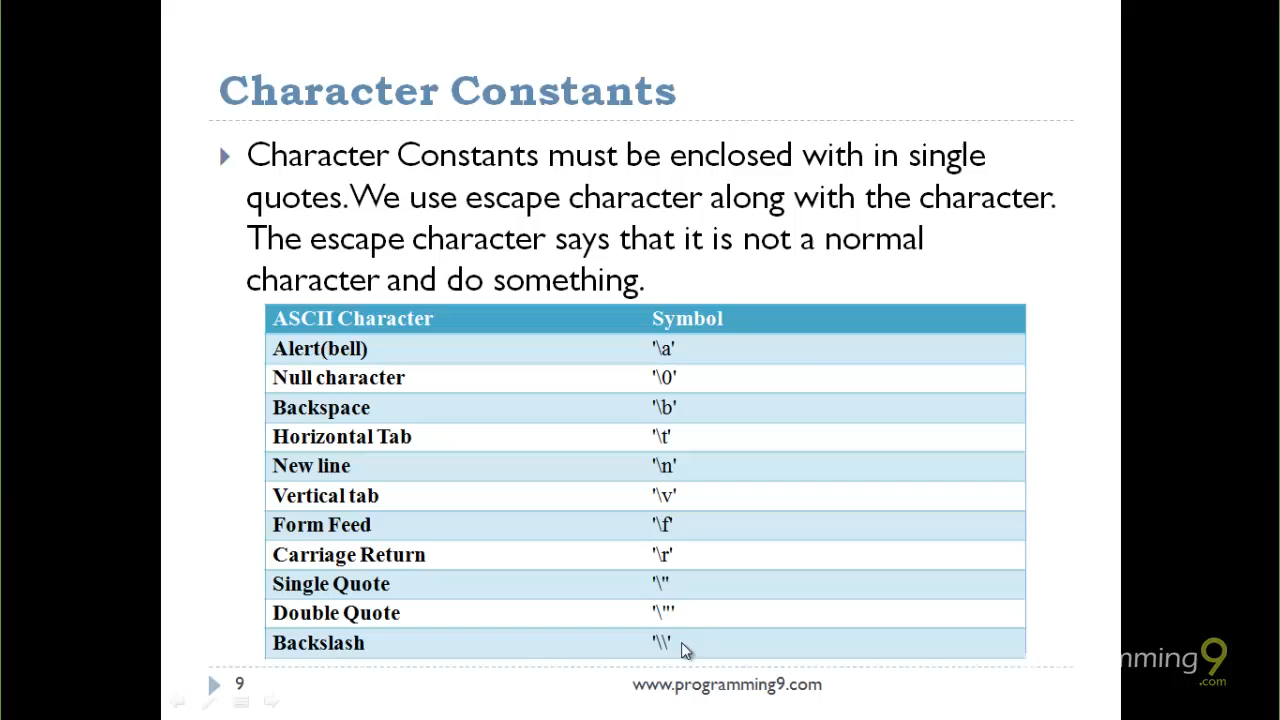 Character Constants
Character Constants must be enclosed with in single
quotes. We use escape character along with the character.
The escape character says that it is not a normal
character and do something.
ASCII Character Symbol
Alert(bell) '\a'
Null character '\0'
Backspace '\b'
Horizontal Tab '\t'
New line '\n'
Vertical tab '\v'
Form Feed '\f'
Carriage Return '\r'
Single Quote '\''
Double Quote '\"'
Backslash '\\'
9 www.programming9.com
mming9
.com